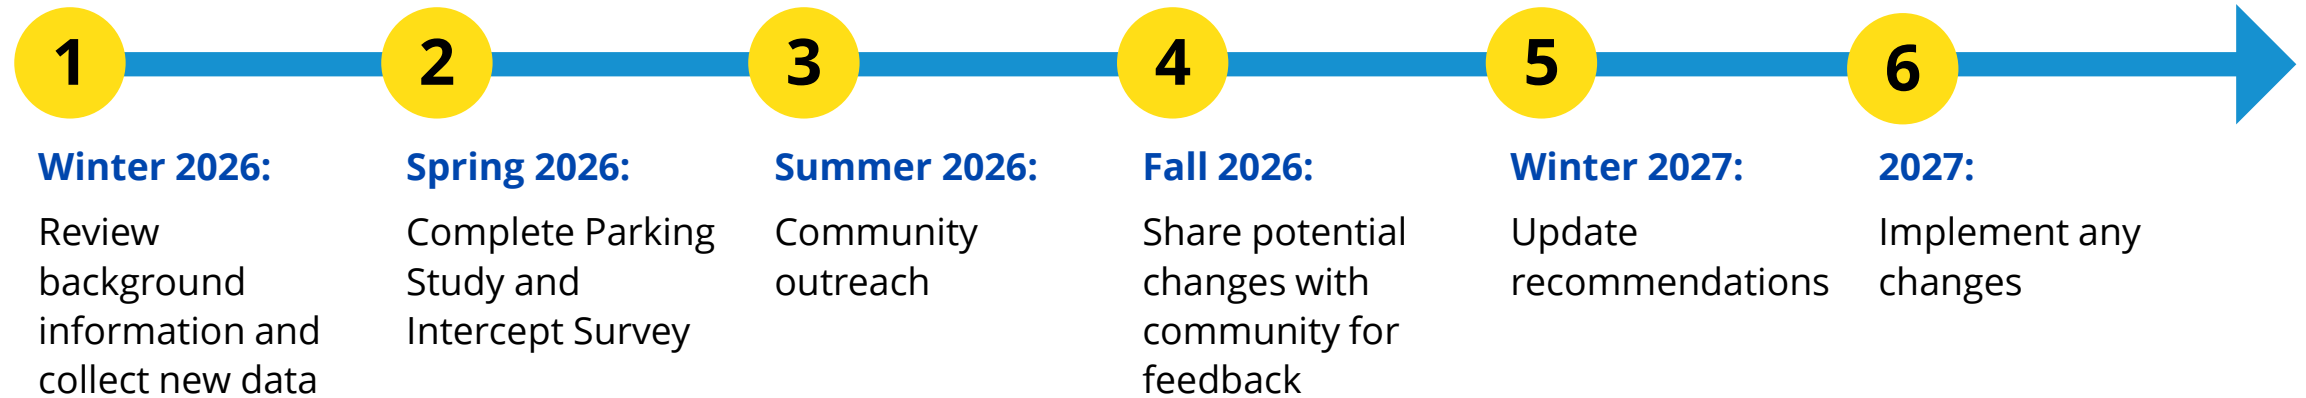 1
2
3
4
5
6
Winter 2026:
Review
background
information and
collect new data
Spring 2026:
Complete Parking
Study and
Intercept Survey
Summer 2026:
Community
outreach
Fall 2026:
Share potential
changes with
community for
feedback
Winter 2027:
Update
recommendations
2027:
Implement any
changes